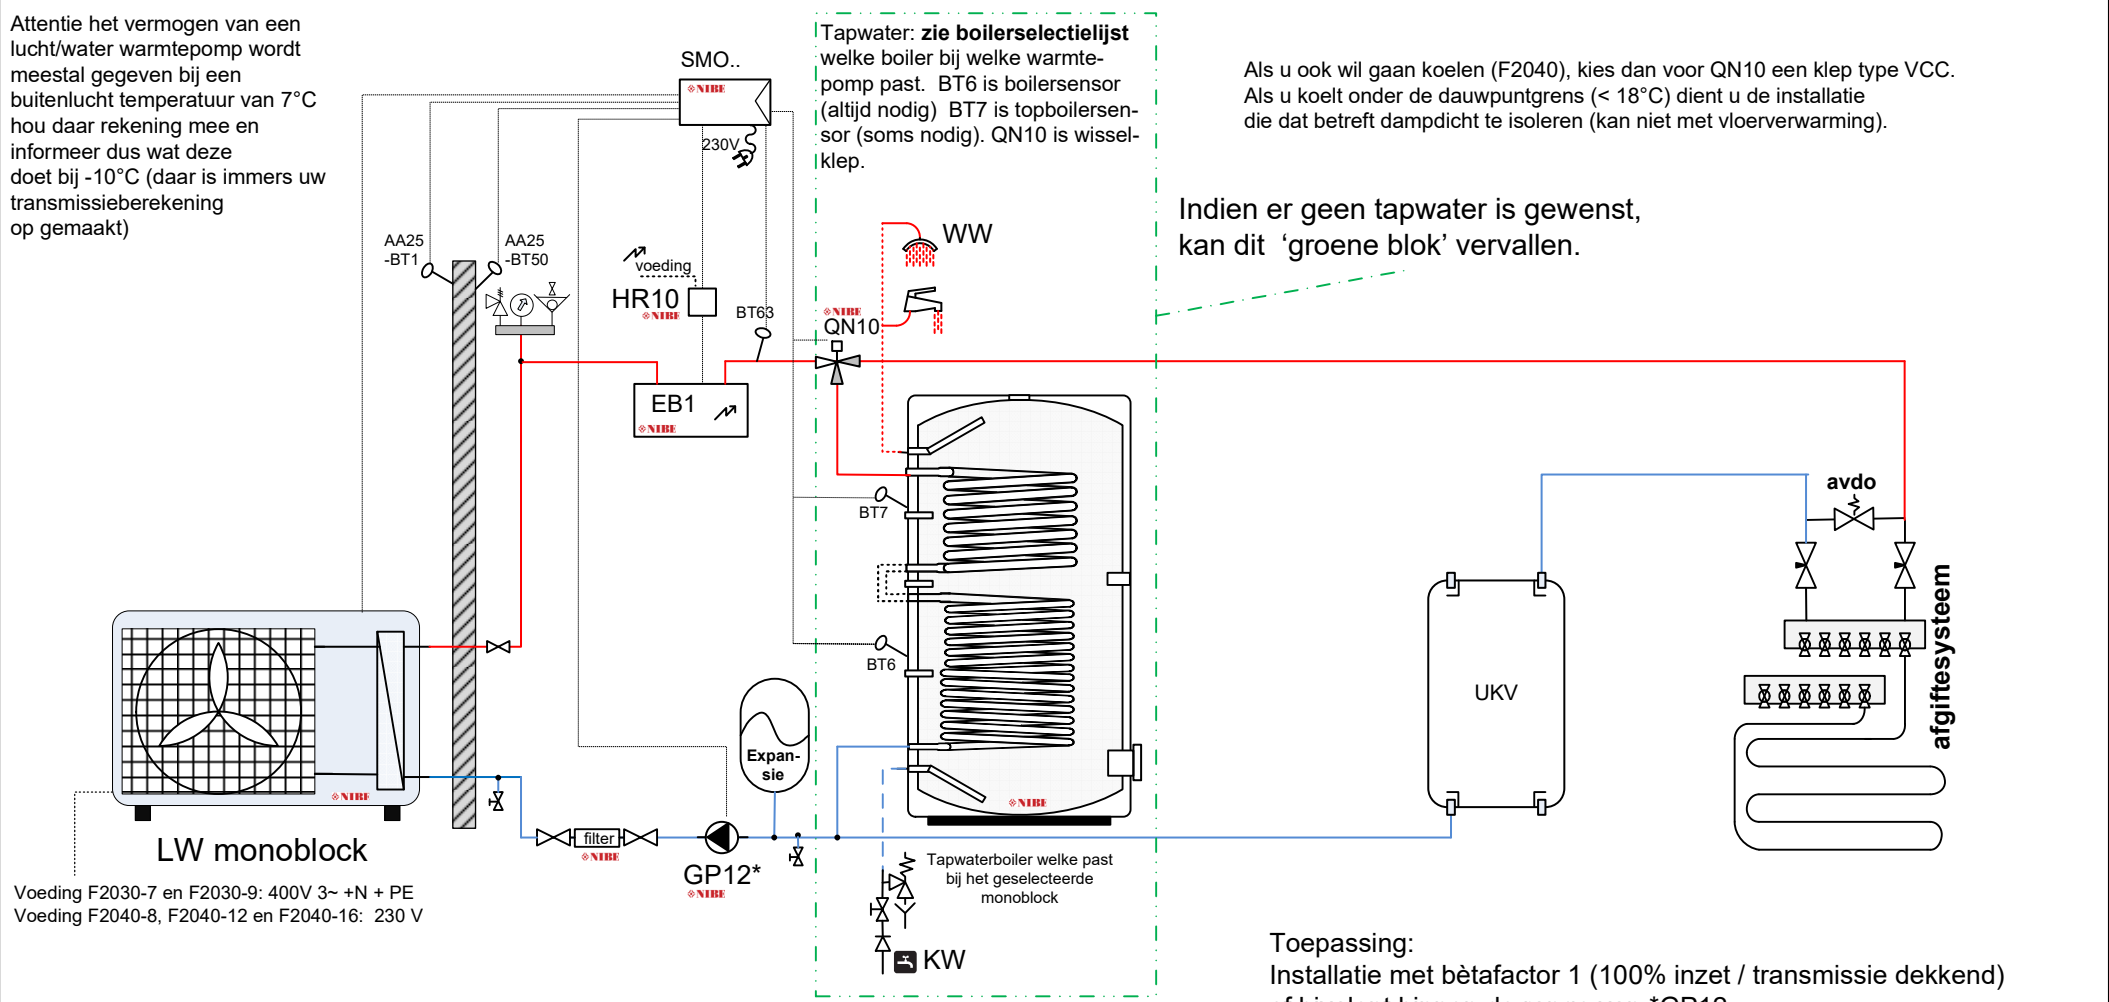 Attentie het vermogen van een
lucht/water warmtepomp wordt
meestal gegeven bij een
buitenlucht temperatuur van 7°C
hou daar rekening mee en
informeer dus wat deze
doet bij -10°C (daar is immers uw
transmissieberekening
op gemaakt)
SMO..
NIBE
230V
Tapwater: zie boilerselectielijst
welke boiler bij welke warmte-
pomp past. BT6 is boilersensor
(altijd nodig) BT7 is topboilersen-
sor (soms nodig). QN10 is wissel-
klep.
Als u ook wil gaan koelen (F2040), kies dan voor QN10 een klep type VCC.
Als u koelt onder de dauwpuntgrens (< 18°C) dient u de installatie
die dat betreft dampdicht te isoleren (kan niet met vloerverwarming).
Indien er geen tapwater is gewenst,
kan dit ‘groene blok’ vervallen.
AA25
-BT1
AA25
-BT50
voeding
HR10
NIBE
BT63
NIBE
QN10
WW
EB1
NIBE
BT7
BT6
avdo
afgiftesysteem
UKV
Expan-
sie
NIBE
NIBE
LW monoblock
filter
NIBE
GP12*
NIBE
Voeding F2030-7 en F2030-9: 400V 3~ +N + PE
Voeding F2040-8, F2040-12 en F2040-16: 230 V
Tapwaterboiler welke past
bij het geselecteerde
monoblock
KW
Toepassing:
Installatie met bètafactor 1 (100% inzet / transmissie dekkend)